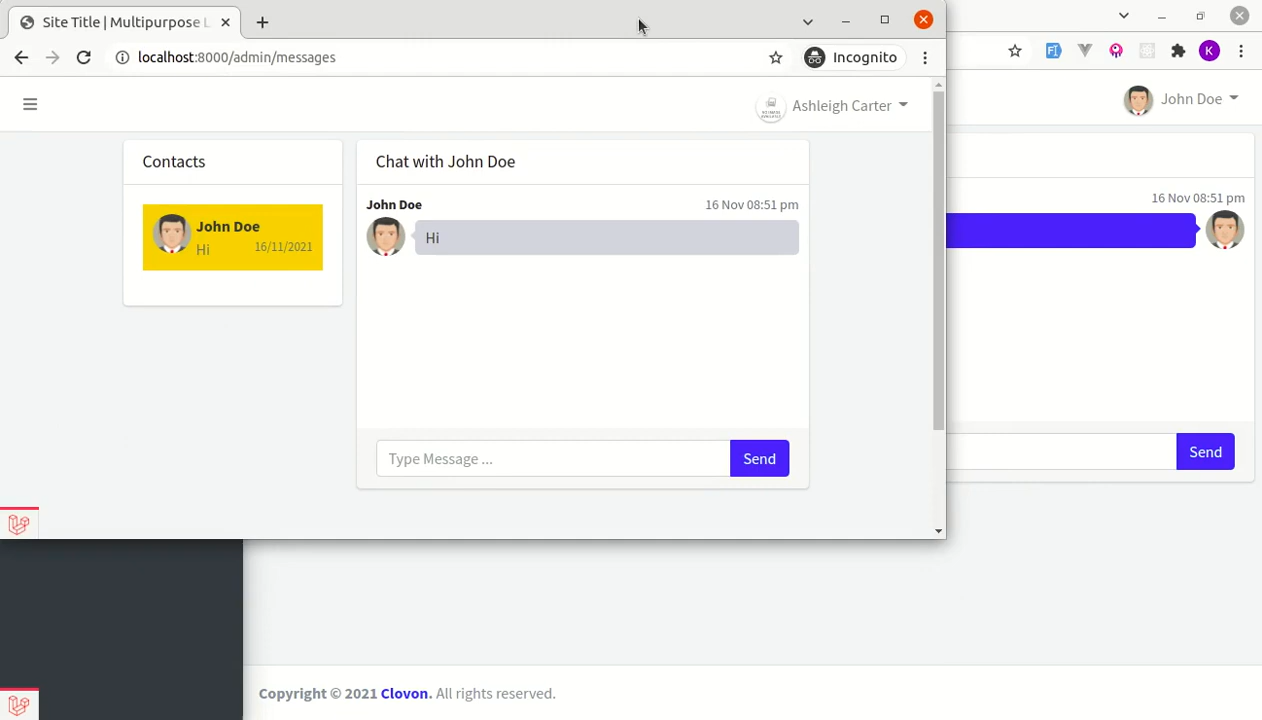 Site Title | Multipurpose L
localhost:8000/admin/messages
Incognito
K
Ashleigh Carter
John Doe
Contacts
John Doe
Hi
16/11/2021
Chat with John Doe
John Doe
16 Nov 08:51 pm
Hi
Type Message ...
Send
16 Nov 08:51 pm
Send
Copyright © 2021 Clovon. All rights reserved.